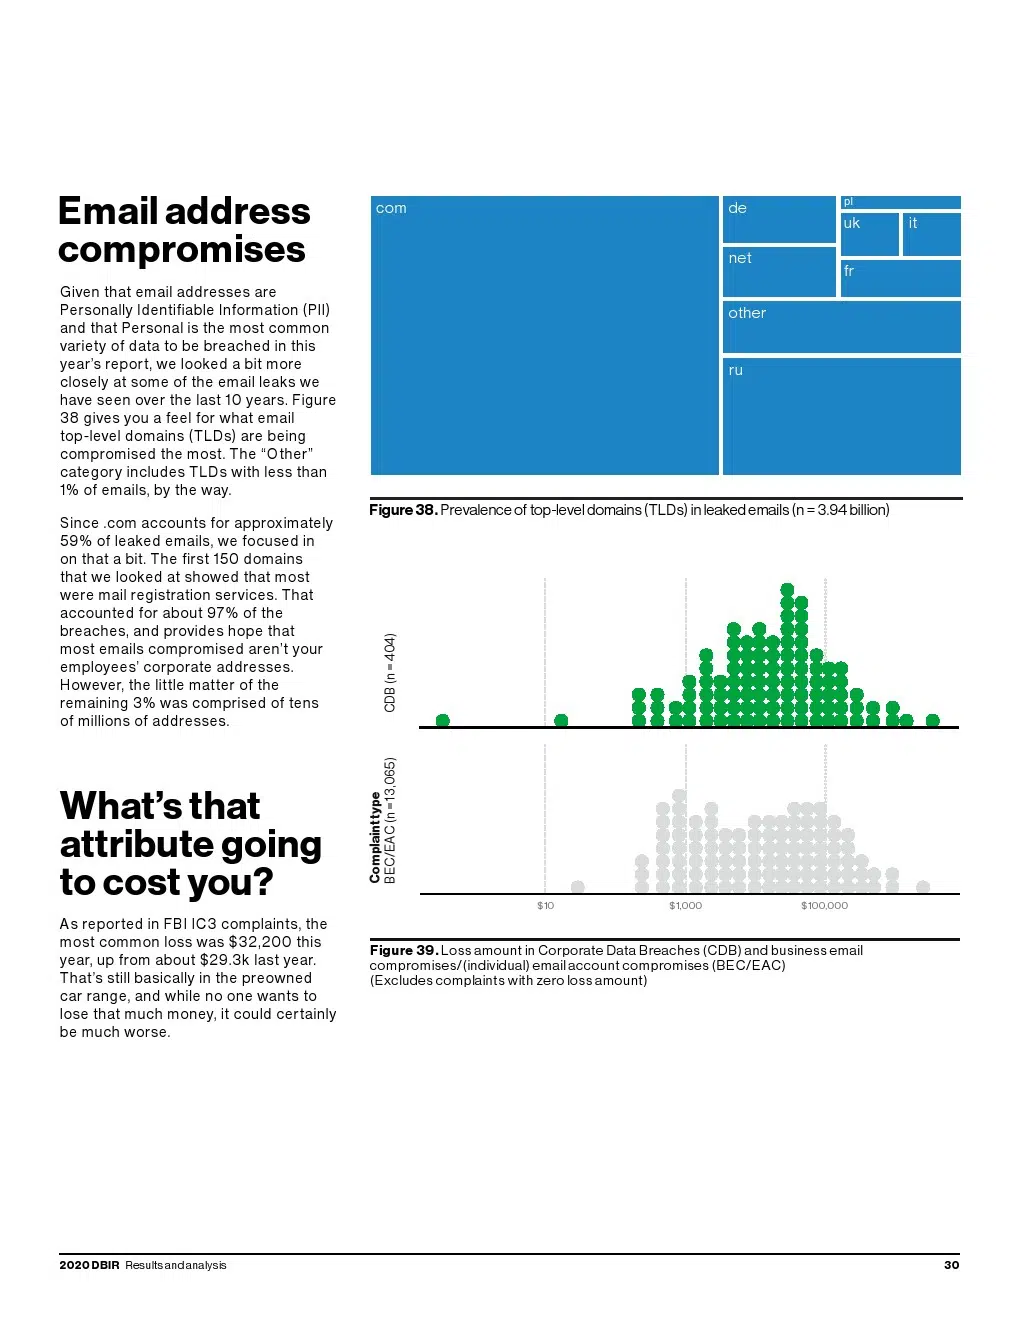 Email address
compromises
Given that email addresses are
Personally Identifiable Information (PII)
and that Personal is the most common
variety of data to be breached in this
year's report, we looked a bit more
closely at some of the email leaks we
have seen over the last 10 years. Figure
38 gives you a feel for what email
top-level domains (TLDs) are being
compromised the most. The “Other”
category includes TLDs with less than
1% of emails, by the way.
Since .com accounts for approximately
59% of leaked emails, we focused in
on that a bit. The first 150 domains
that we looked at showed that most
were mail registration services. That
accounted for about 97% of the
breaches, and provides hope that
most emails compromised aren't your
employees' corporate addresses.
However, the little matter of the
remaining 3% was comprised of tens
of millions of addresses.
What's that
attribute going
to cost you?
As reported in FBI IC3 complaints, the
most common loss was $32,200 this
year, up from about $29.3k last year.
That's still basically in the preowned
car range, and while no one wants to
lose that much money, it could certainly
be much worse.
com
de
pl
uk
it
net
fr
other
ru
Figure 38. Prevalence of top-level domains (TLDs) in leaked emails (n = 3.94 billion)
CDB (n = 404)
Complaint type
BEC/EAC (n =13,065)
$10
$1,000
$100,000
Figure 39. Loss amount in Corporate Data Breaches (CDB) and business email
compromises/(individual) email account compromises (BEC/EAC)
(Excludes complaints with zero loss amount)
2020 DBIR Results and analysis
30